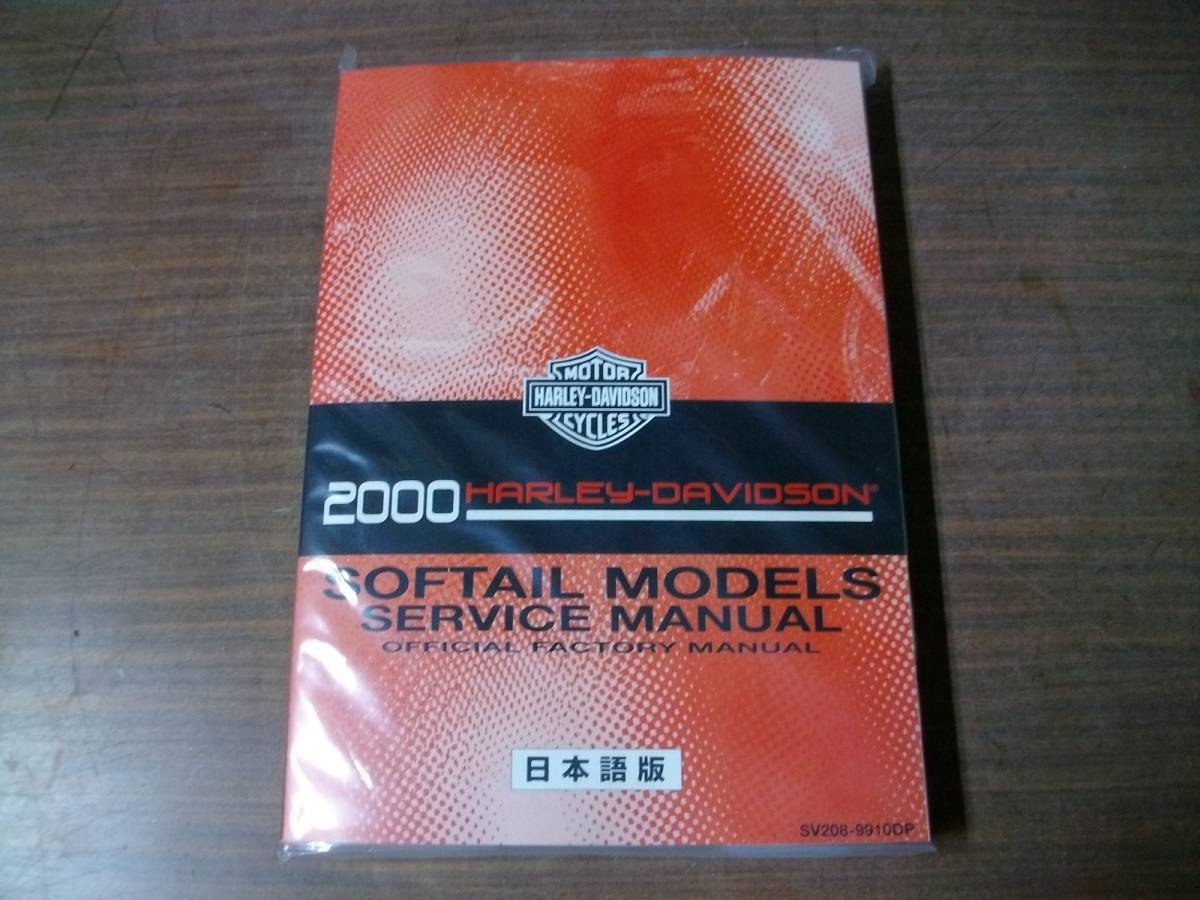 MOTOR
HARLEY-DAVIDSON
CYCLES
2000 HARLEY-DAVIDSON®
SOFTAIL MODELS
SERVICE MANUAL
OFFICIAL FACTORY MANUAL
日本語版
SV208-9910DP